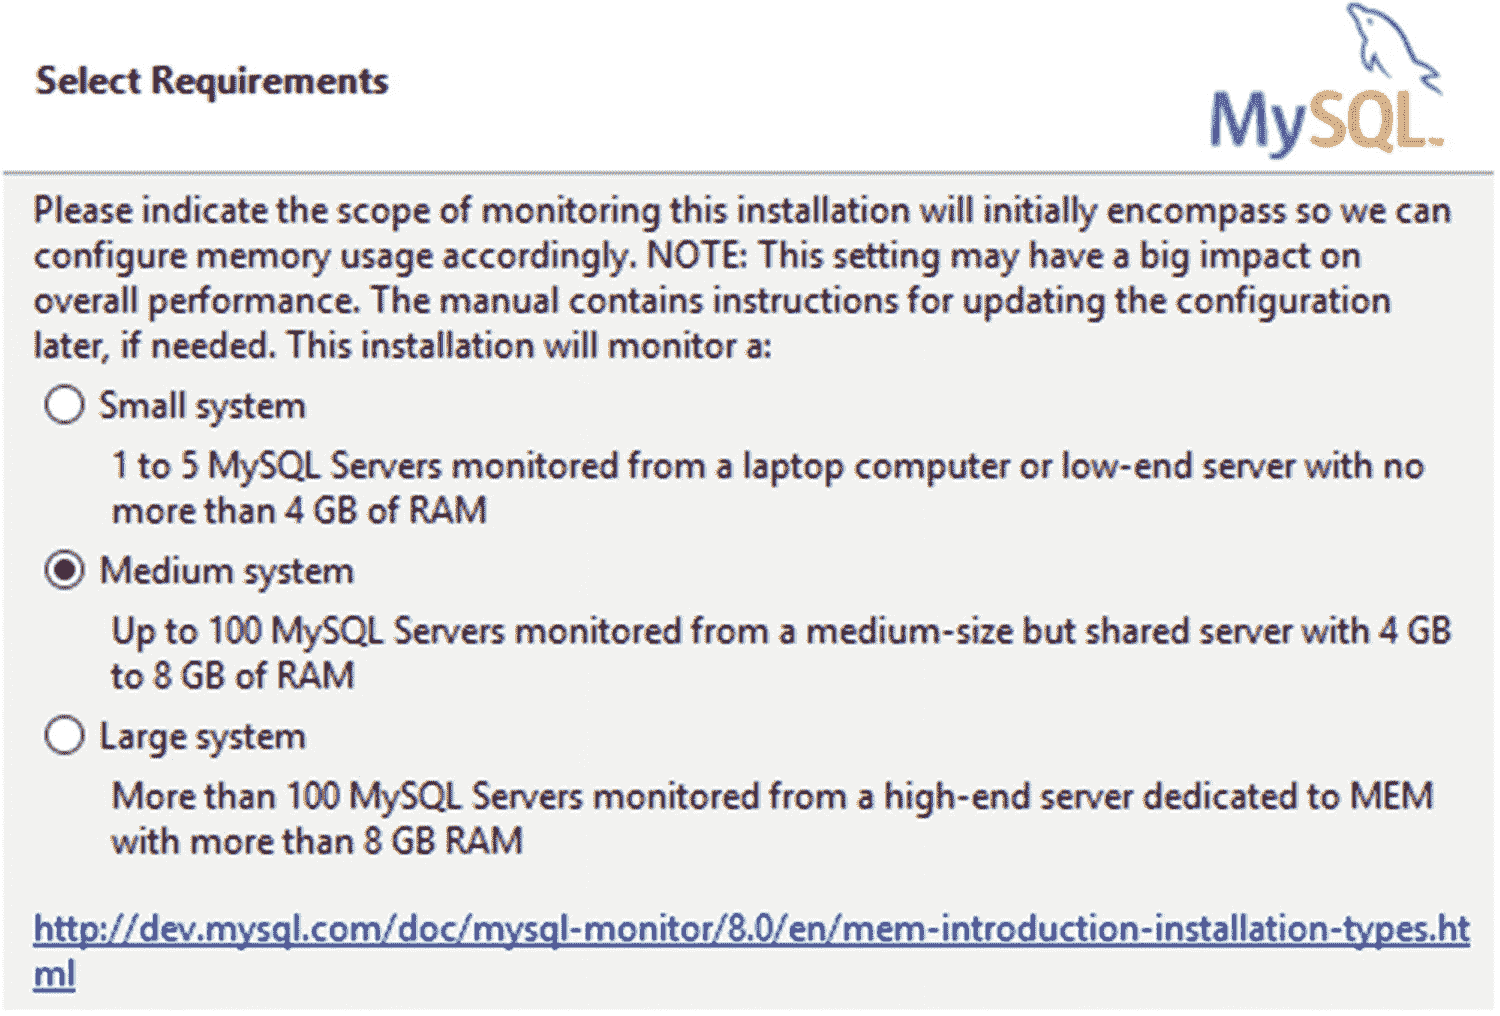 Select Requirements
MySQL™
Please indicate the scope of monitoring this installation will initially encompass so we can
configure memory usage accordingly. NOTE: This setting may have a big impact on
overall performance. The manual contains instructions for updating the configuration
later, if needed. This installation will monitor a:
Small system
1 to 5 MySQL Servers monitored from a laptop computer or low-end server with no
more than 4 GB of RAM
Medium system
Up to 100 MySQL Servers monitored from a medium-size but shared server with 4 GB
to 8 GB of RAM
Large system
More than 100 MySQL Servers monitored from a high-end server dedicated to MEM
with more than 8 GB RAM
http://dev.mysql.com/doc/mysql-monitor/8.0/en/mem-introduction-installation-types.ht
ml